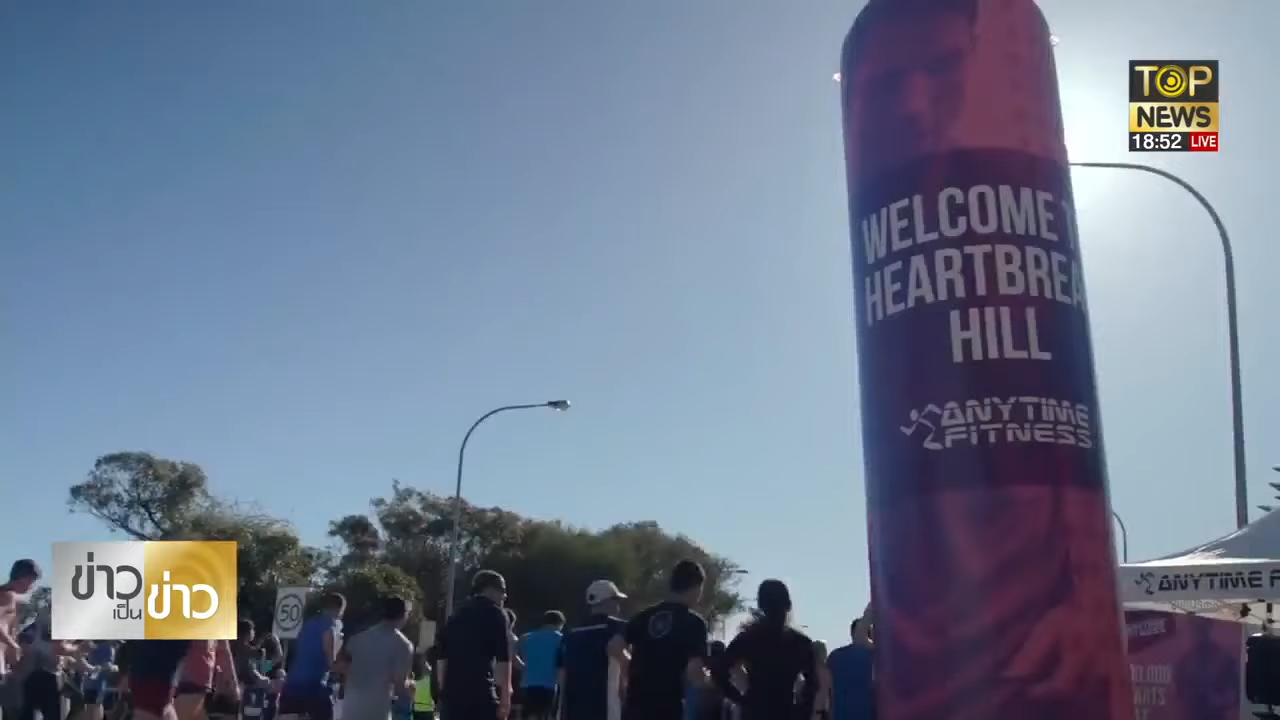 TOP
NEWS
18:52 LIVE
WELCOME
HEARTBREA
HILL
ANYTIME
FITNESS
50
ข่าว
เป็น
ข่าว
ANYTIME F